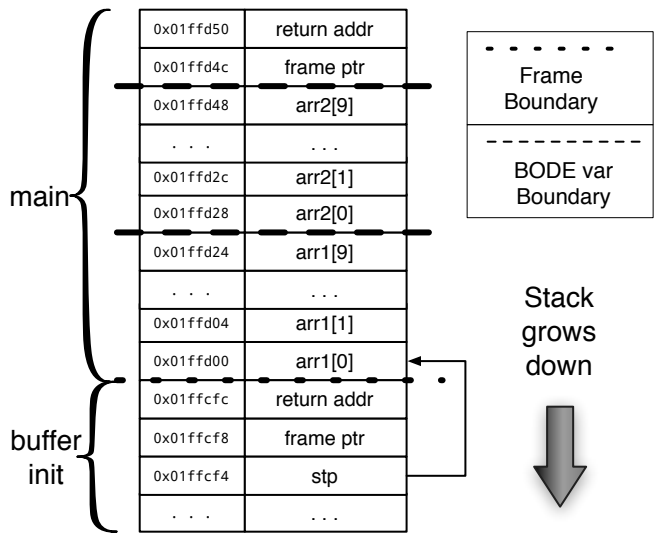 0x01ffd50 return addr
0x01ffd4c frame ptr
0x01ffd48 arr2[9]
. . . . . .
0x01ffd2c arr2[1]
0x01ffd28 arr2[0]
0x01ffd24 arr1[9]
. . . . . .
0x01ffd04 arr1[1]
0x01ffd00 arr1[0]
0x01ffcfc return addr
0x01ffcf8 frame ptr
0x01ffcf4 stp
. . . . . .
main
buffer
init
Frame
Boundary
BODE var
Boundary
Stack
grows
down